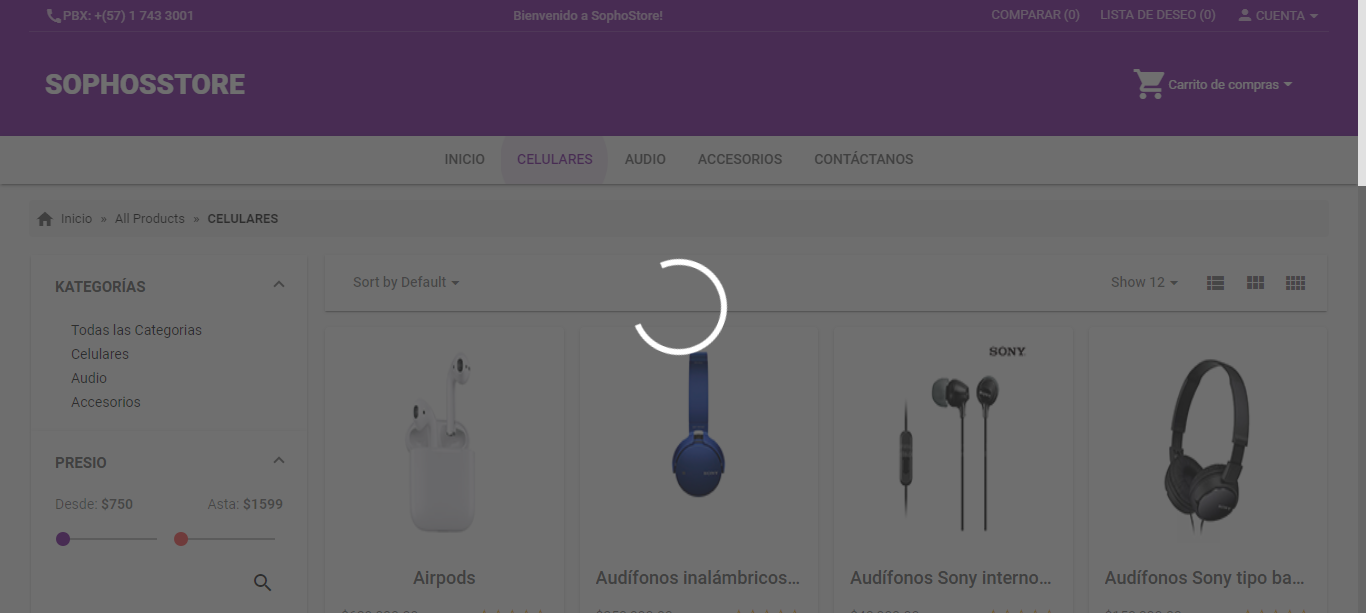 PBX: +(57) 1 743 3001
Bienvenido a SophoStore!
COMPARAR (0) LISTA DE DESEO (0) CUENTA
SOPHOSSTORE
Carrito de compras
INICIO CELULARES AUDIO ACCESORIOS CONTÁCTANOS
Inicio » All Products » CELULARES
KATEGORÍAS
Todas las Categorias
Celulares
Audio
Accesorios
PRESIO
Desde: $750 Asta: $1599
Sort by Default
Show 12
SONY
Airpods
Audífonos inalámbricos...
Audífonos Sony interno...
Audífonos Sony tipo ba...